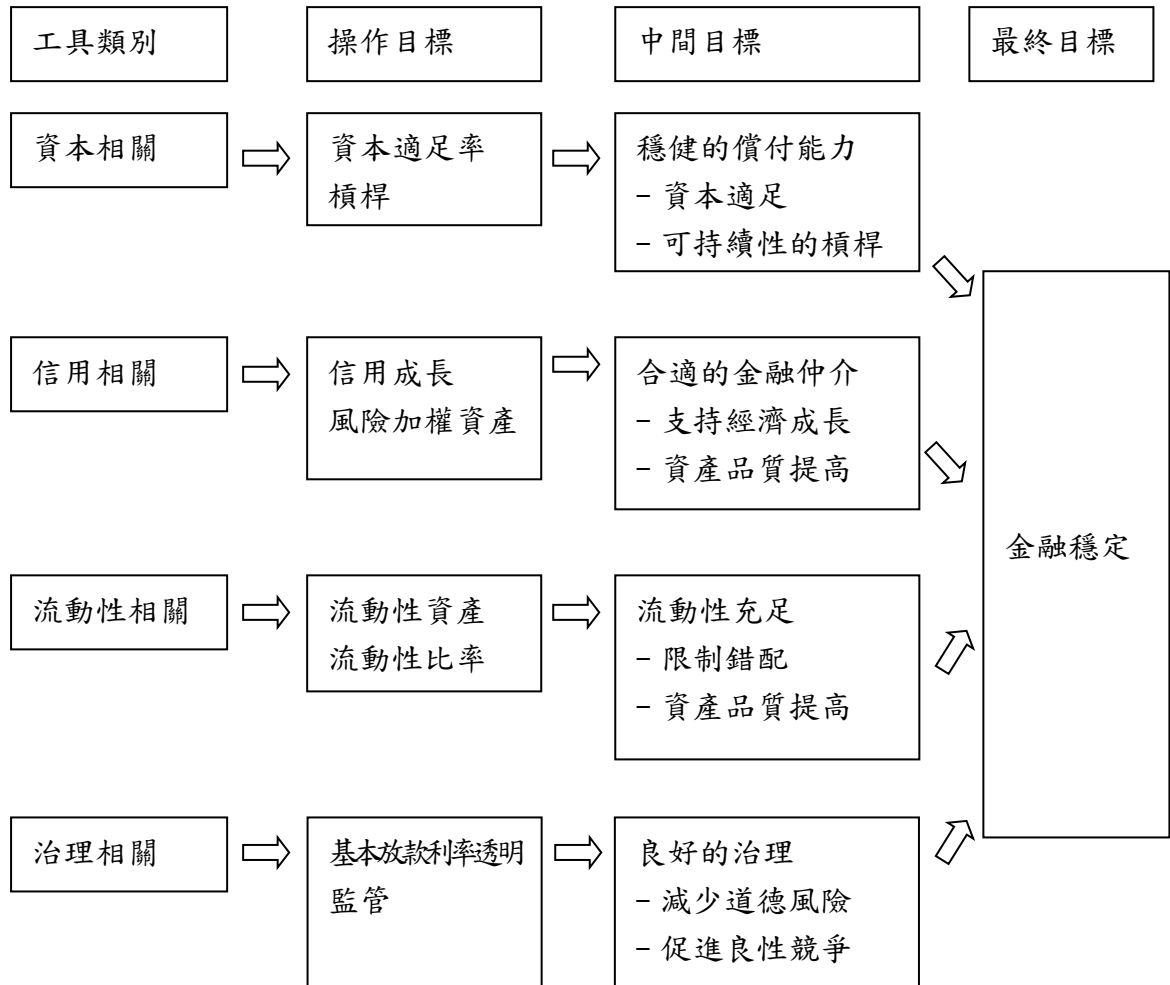 工具類別
操作目標
中間目標
最終目標
資本相關
資本適足率
槓桿
穩健的償付能力
– 資本適足
– 可持續性的槓桿
信用相關
信用成長
風險加權資產
合適的金融仲介
– 支持經濟成長
– 資產品質提高
金融穩定
流動性相關
流動性資產
流動性比率
流動性充足
– 限制錯配
– 資產品質提高
治理相關
基本放款利率透明
監管
良好的治理
– 減少道德風險
– 促進良性競爭